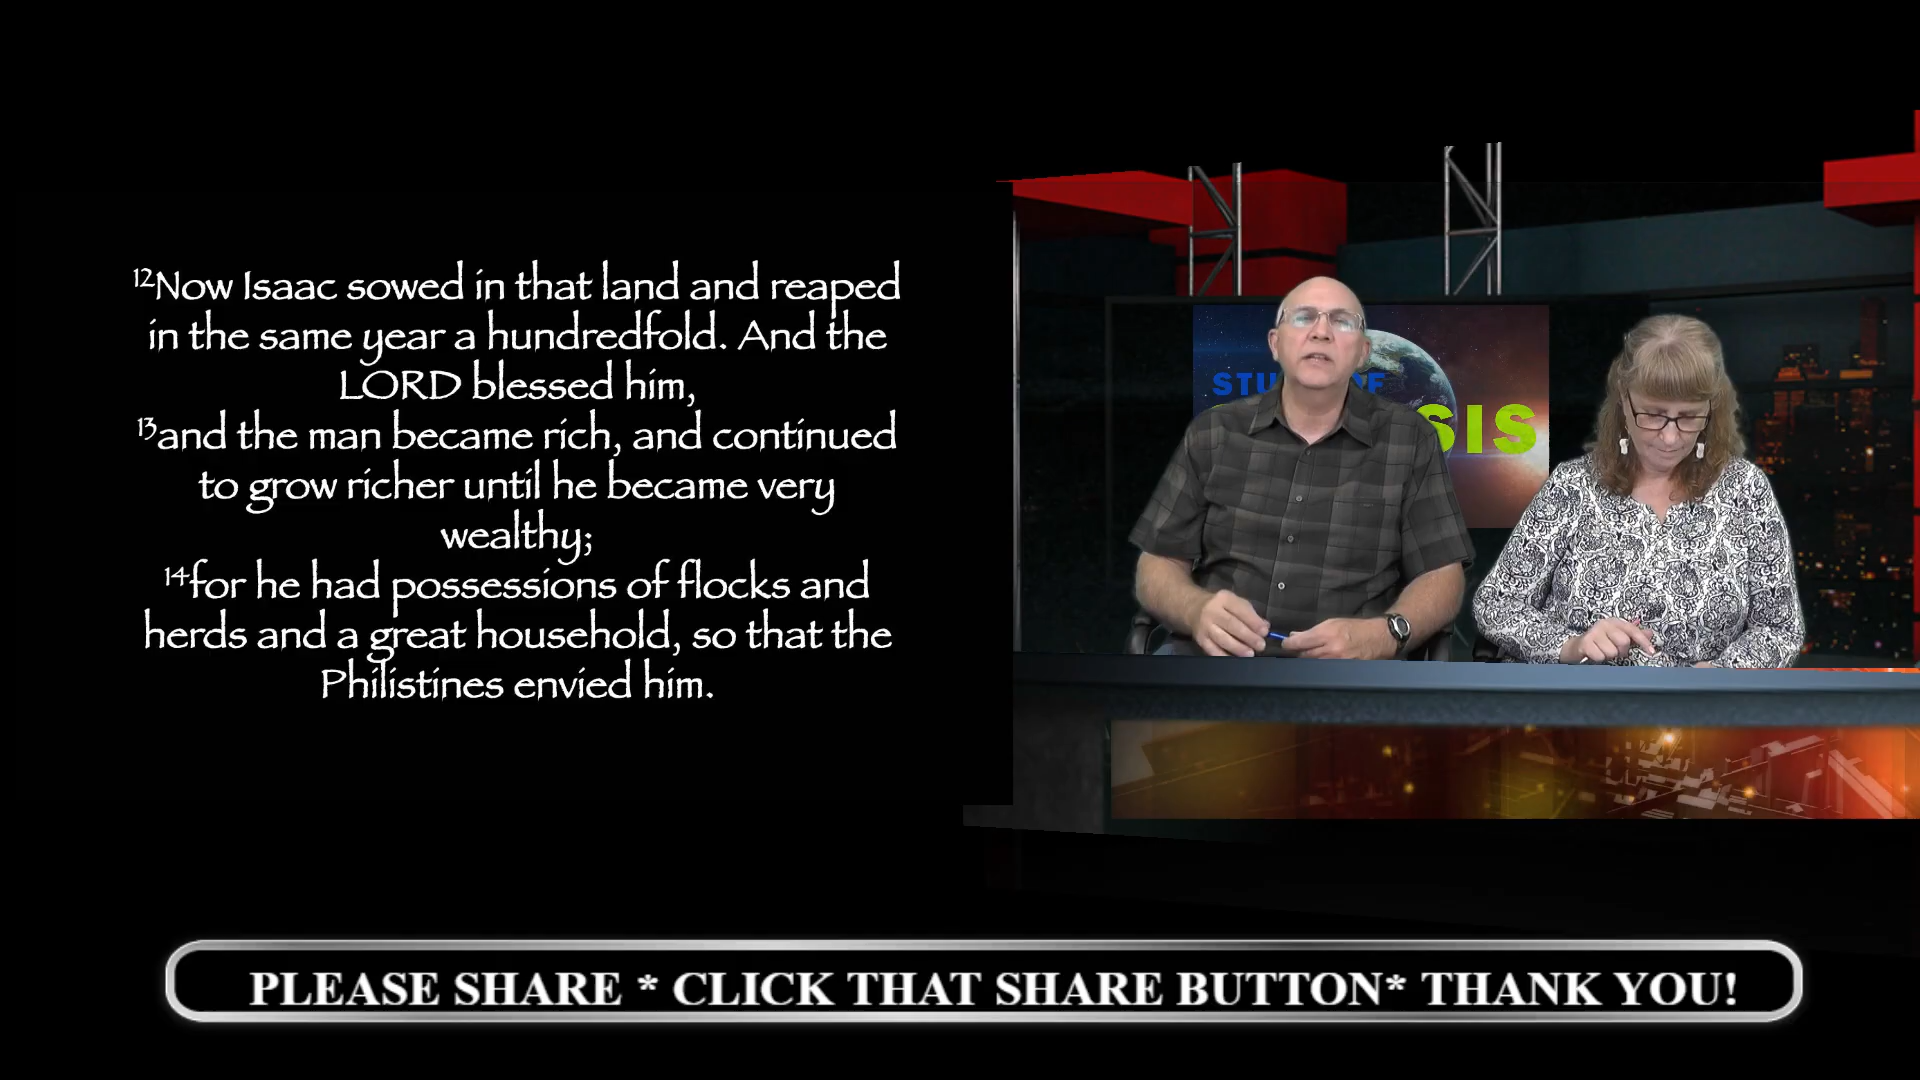 ¹²Now Isaac sowed in that land and reaped
in the same year a hundredfold. And the
LORD blessed him,
¹³and the man became rich, and continued
to grow richer until he became very
wealthy;
¹⁴for he had possessions of flocks and
herds and a great household, so that the
Philistines envied him.
PLEASE SHARE * CLICK THAT SHARE BUTTON* THANK YOU!